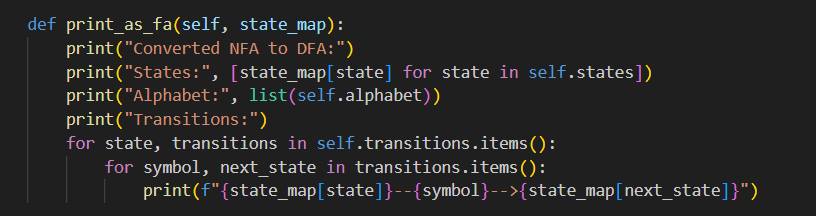 def print_as_fa(self, state_map):
    print("Converted NFA to DFA:")
    print("States:", [state_map[state] for state in self.states])
    print("Alphabet:", list(self.alphabet))
    print("Transitions:")
    for state, transitions in self.transitions.items():
        for symbol, next_state in transitions.items():
            print(f"{state_map[state]}--{symbol}-->{state_map[next_state]}")